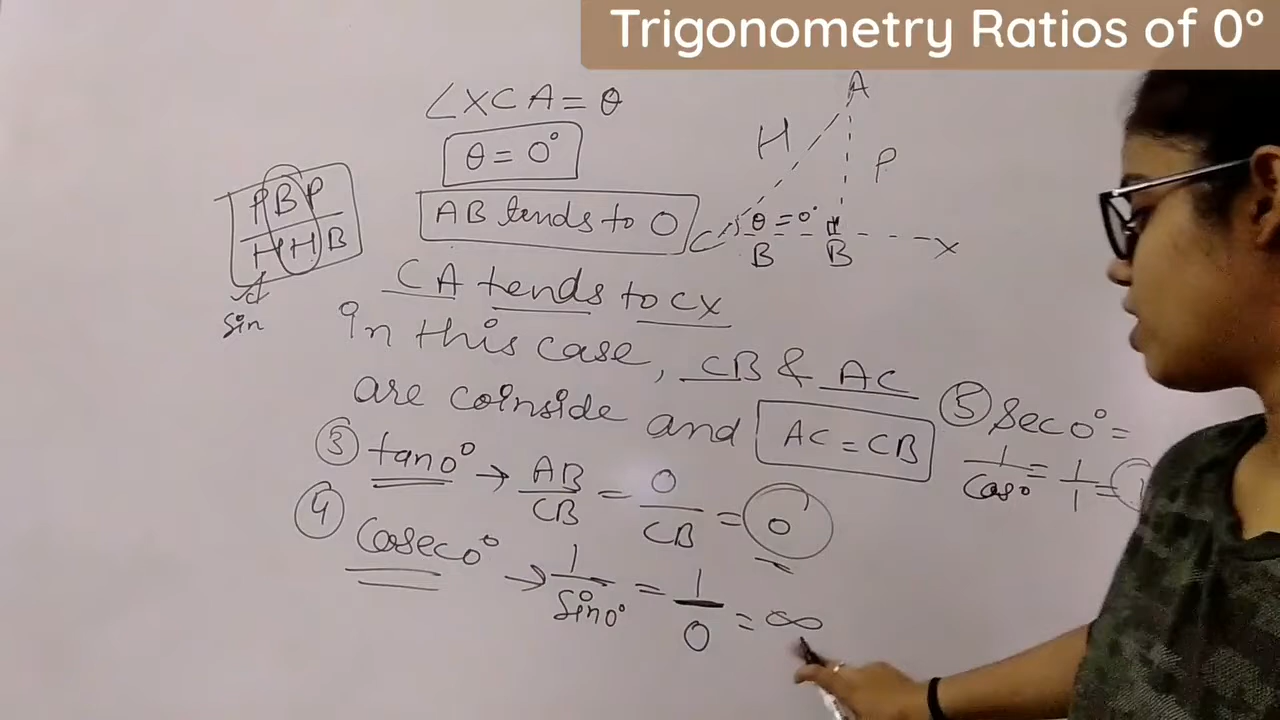 Trigonometry Ratios of 0°
∠XCA = θ
θ = 0°
AB tends to 0
P B P
H H B
sin
A
H
P
C θ = 0° B X
B
CA tends to CX
in this case, CB & AC
are coinside and AC = CB
③ tan0° → AB/CB = 0/CB = 0
④ Cosec0° → 1/Sin0° = 1/0 = ∞
⑤ Sec0° =
1/Cos0 = 1/1 = 1